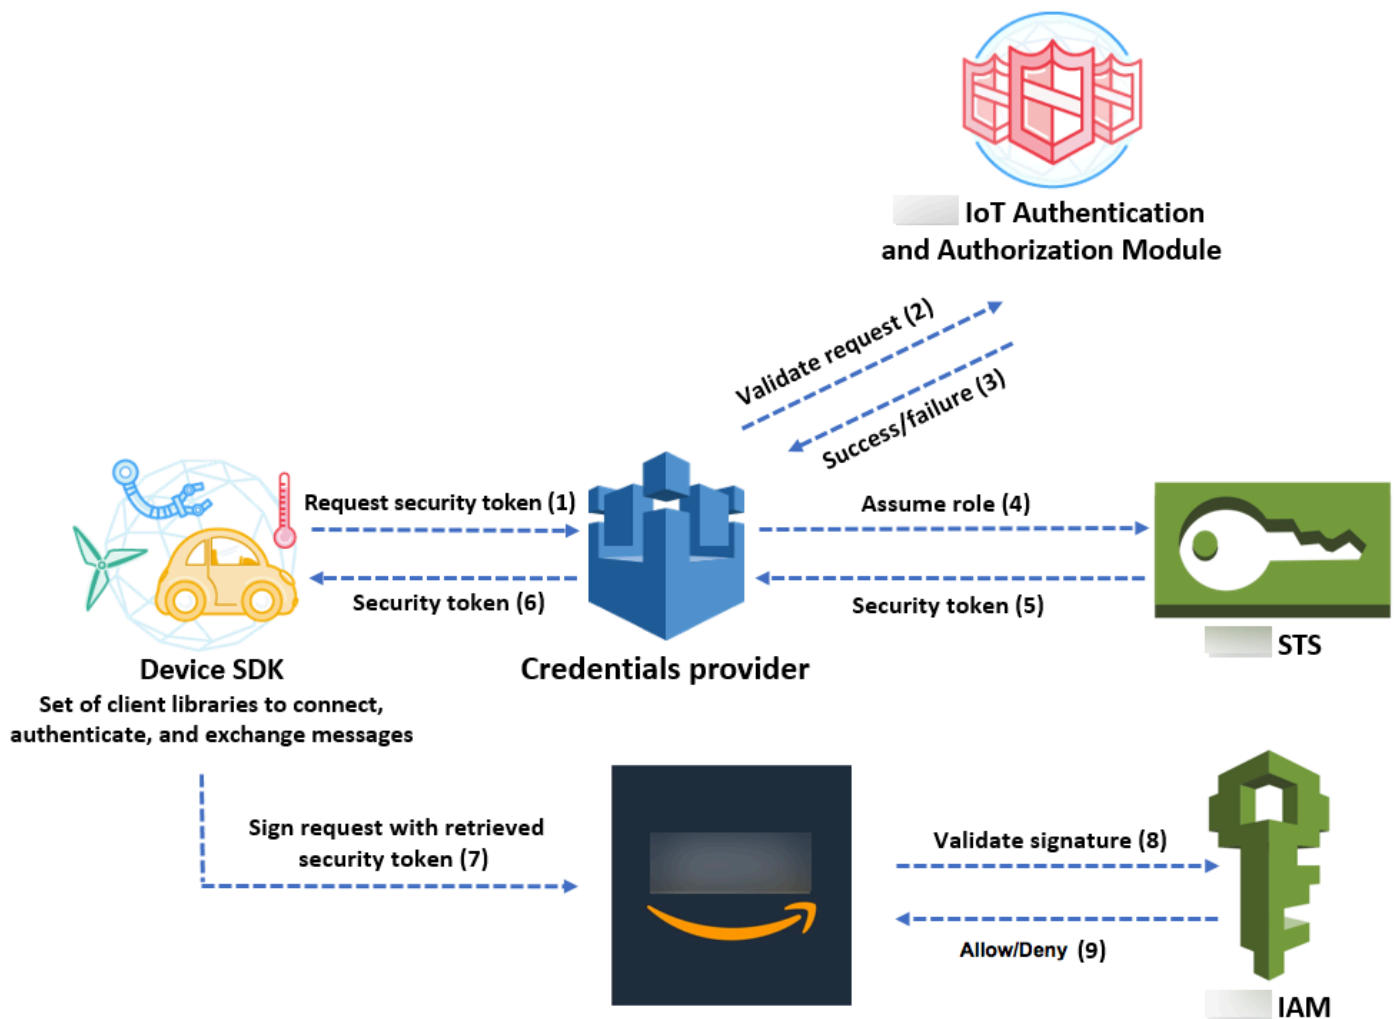 IoT Authentication
and Authorization Module
Validate request (2)
Success/failure (3)
Request security token (1)
Assume role (4)
Security token (6)
Security token (5)
STS
Device SDK
Credentials provider
Set of client libraries to connect,
authenticate, and exchange messages
Sign request with retrieved
security token (7)
Validate signature (8)
Allow/Deny (9)
IAM